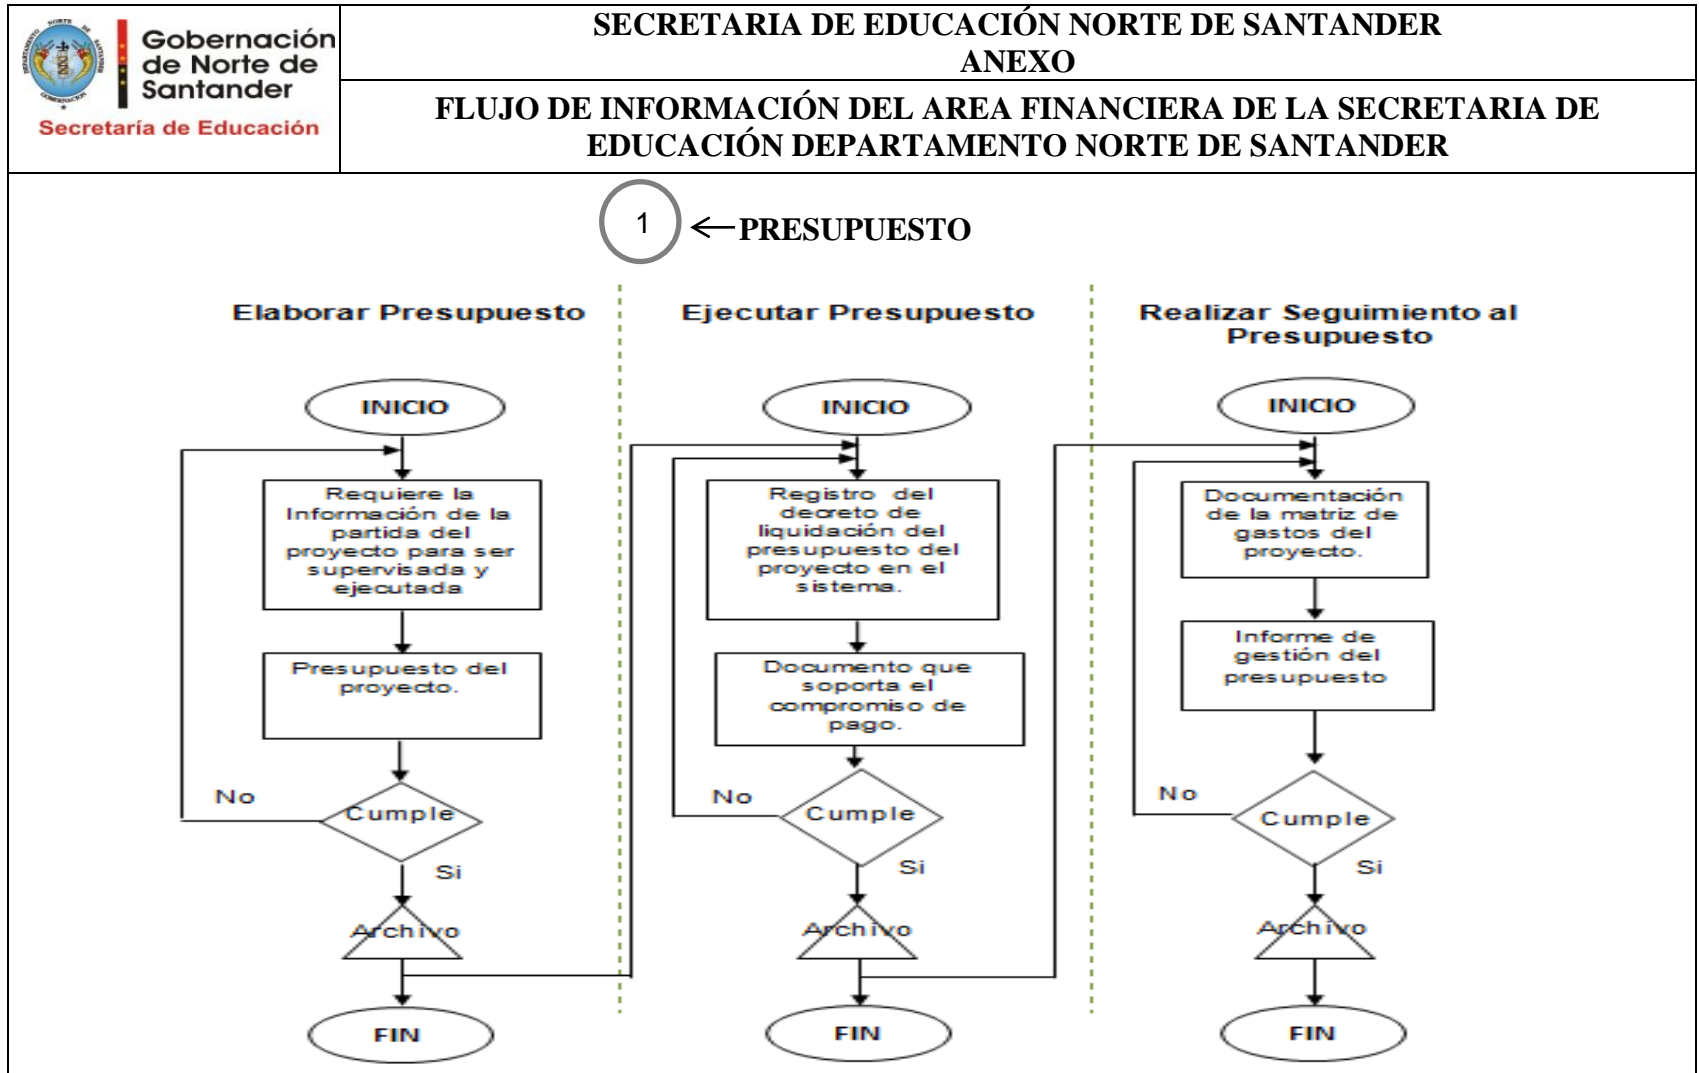 Gobernación
de Norte de
Santander
Secretaría de Educación
SECRETARIA DE EDUCACIÓN NORTE DE SANTANDER
ANEXO
FLUJO DE INFORMACIÓN DEL AREA FINANCIERA DE LA SECRETARIA DE
EDUCACIÓN DEPARTAMENTO NORTE DE SANTANDER
1
PRESUPUESTO
Elaborar Presupuesto
INICIO
Requiere la
Información de la
partida del
proyecto para ser
supervisada y
ejecutada
Presupuesto del
proyecto.
Cumple
No
Si
Archivo
FIN
Ejecutar Presupuesto
INICIO
Registro del
decreto de
liquidación del
presupuesto del
proyecto en el
sistema.
Documento que
soporta el
compromiso de
pago.
Cumple
No
Si
Archivo
FIN
Realizar Seguimiento al
Presupuesto
INICIO
Documentación
de la matriz de
gastos del
proyecto.
Informe de
gestión del
presupuesto
Cumple
No
Si
Archivo
FIN